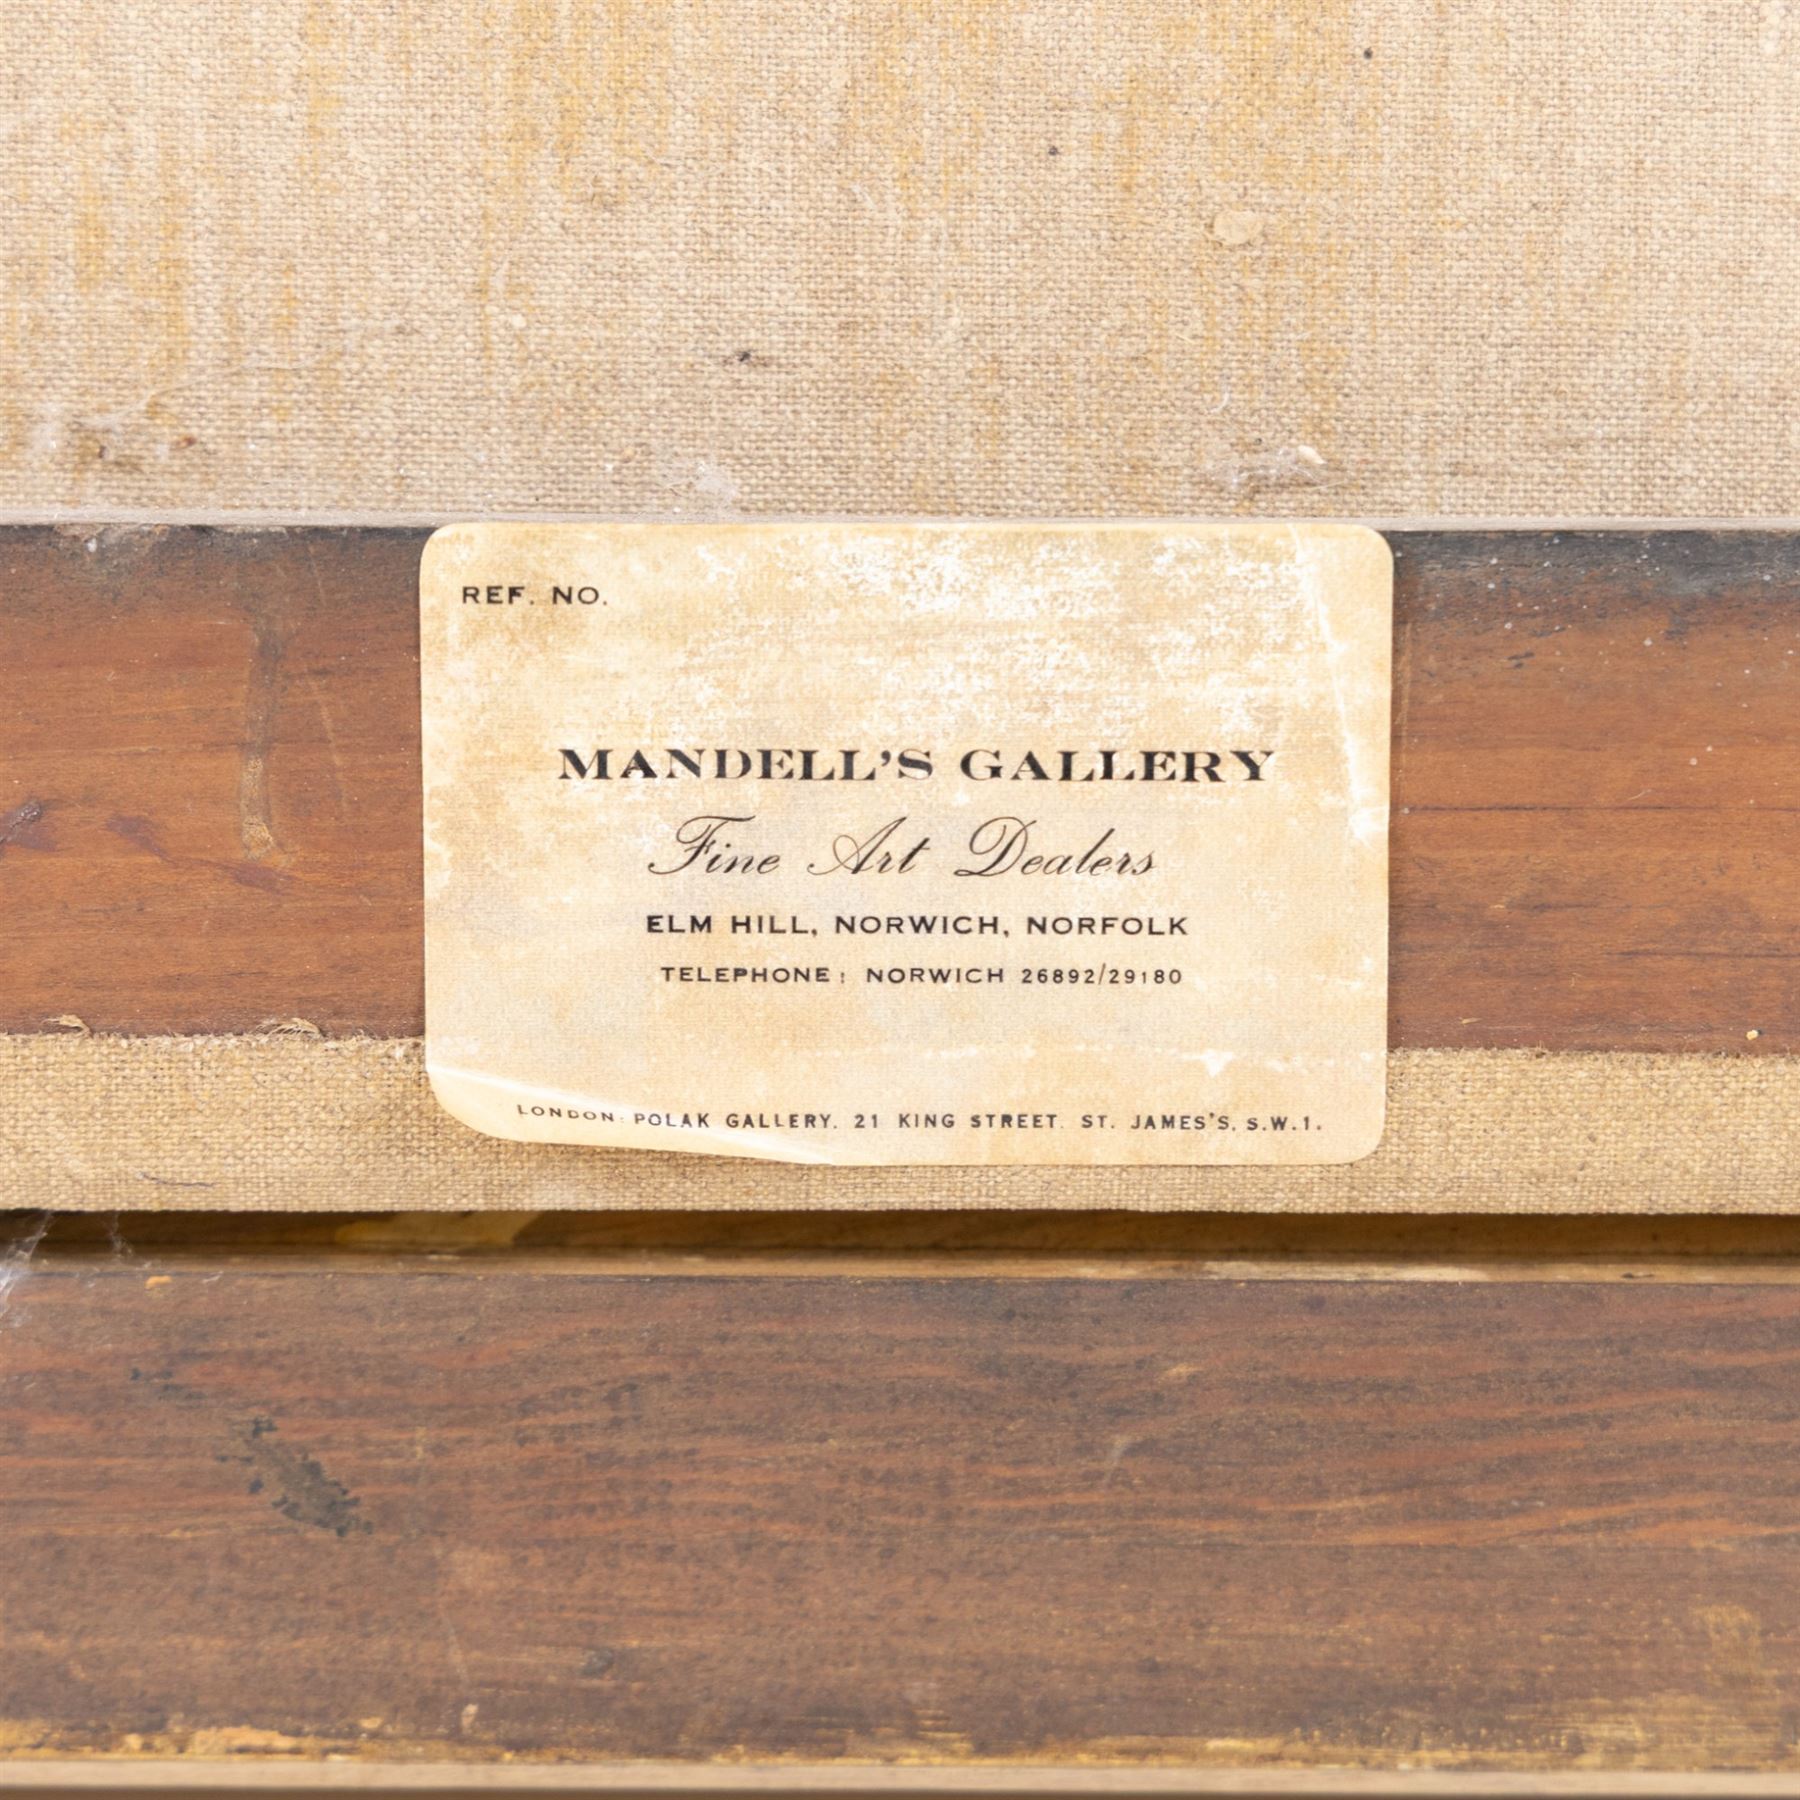 REF. NO.
MANDELL'S GALLERY
Fine Art Dealers
ELM HILL, NORWICH, NORFOLK
TELEPHONE: NORWICH 26892/29180
LONDON: POLAK GALLERY. 21 KING STREET. ST. JAMES'S. S.W.1.